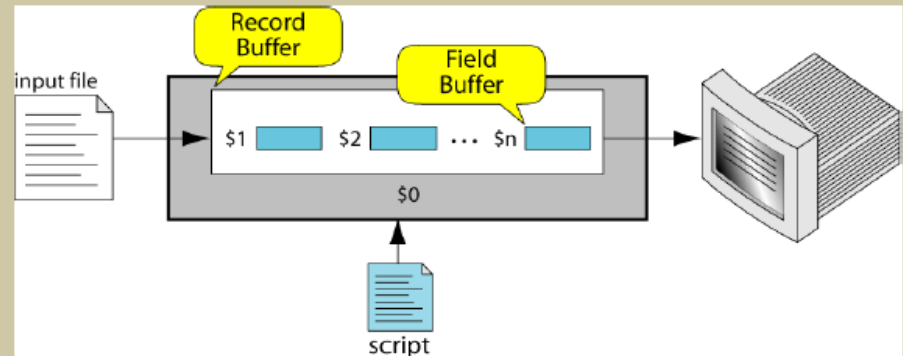 Record
Buffer
input file
Field
Buffer
$1 $2 ... $n
$0
script